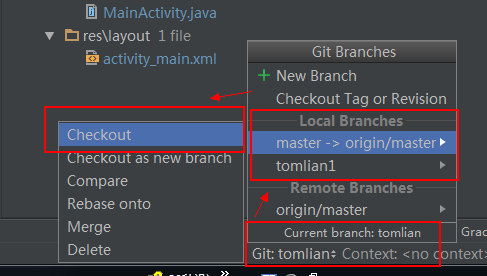 MainActivity.java
res\layout 1 file
activity_main.xml
Git Branches
New Branch
Checkout Tag or Revision
Local Branches
master -> origin/master
tomlian1
Remote Branches
origin/master
Current branch: tomlian
Checkout
Checkout as new branch
Compare
Rebase onto
Merge
Delete
Git: tomlian Context: <no context>